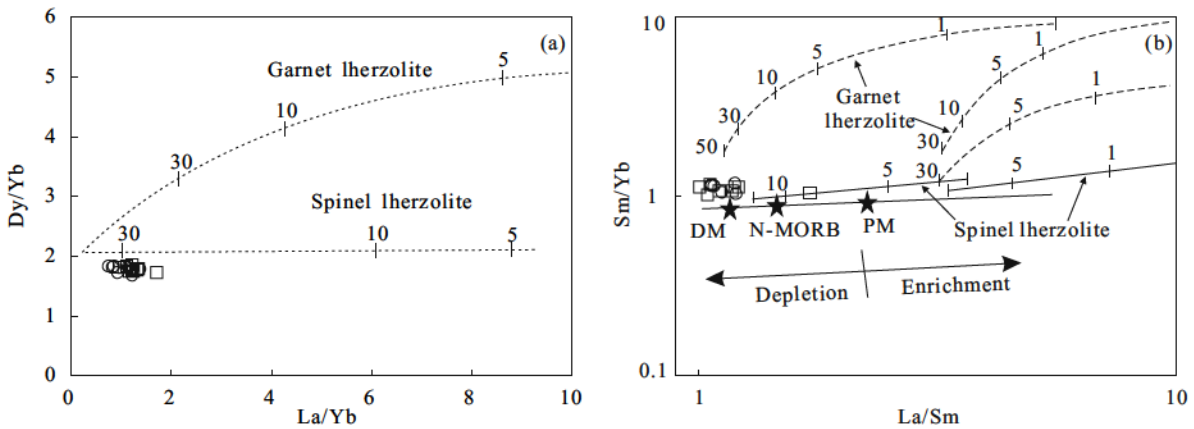 6
5
4
3
2
1
0
0
2
4
6
8
10
Dy/Yb
La/Yb
(a)
Garnet lherzolite
5
10
30
Spinel lherzolite
30
10
5
10
1
0.1
1
10
Sm/Yb
La/Sm
(b)
1
5
10
30
50
Garnet
lherzolite
1
5
10
30
1
5
30
10
5
5
1
DM
N-MORB
PM
Spinel lherzolite
Depletion
Enrichment